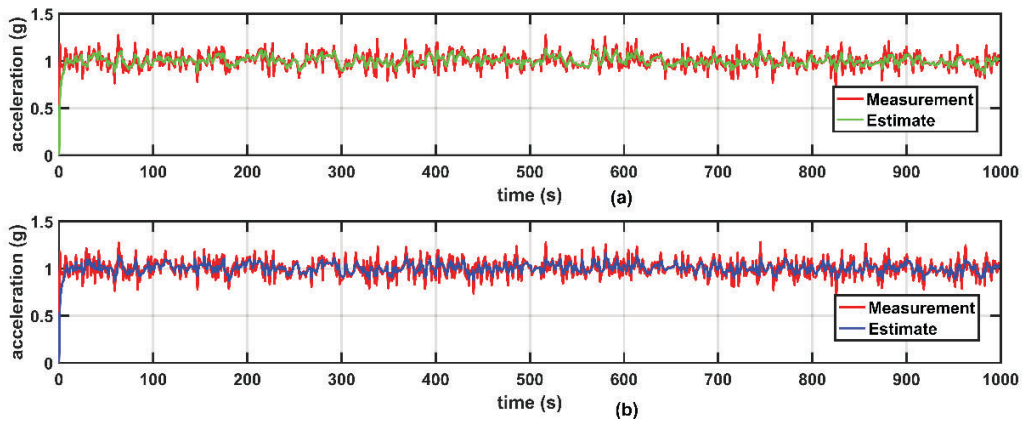 1.5
1
0.5
0
acceleration (g)
Measurement
Estimate
0 100 200 300 400 500 600 700 800 900 1000
time (s)
(a)
1.5
1
0.5
0
acceleration (g)
Measurement
Estimate
0 100 200 300 400 500 600 700 800 900 1000
time (s)
(b)